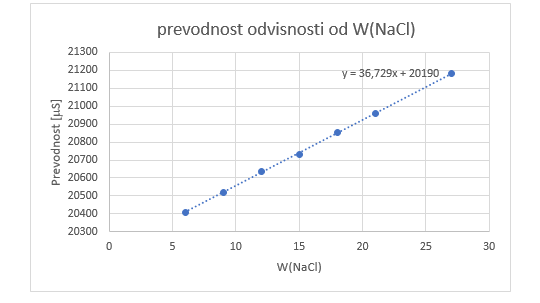 prevodnost odvisnosti od W(NaCl)
21300
21200
21100
21000
20900
20800
20700
20600
20500
20400
20300
Prevodnost [µS]
y = 36,729x + 20190
0 5 10 15 20 25 30
W(NaCl)